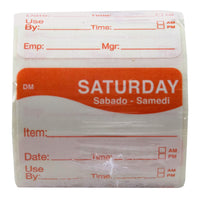 Use
By: Time: AM
PM
Emp: Mgr:
DM SATURDAY
Sabado - Samedi
Item:
Date: Time: AM
PM
Use
By: Time: AM
PM